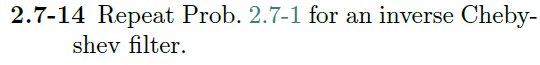 2.7-14 Repeat Prob. 2.7-1 for an inverse Cheby-
shev filter.